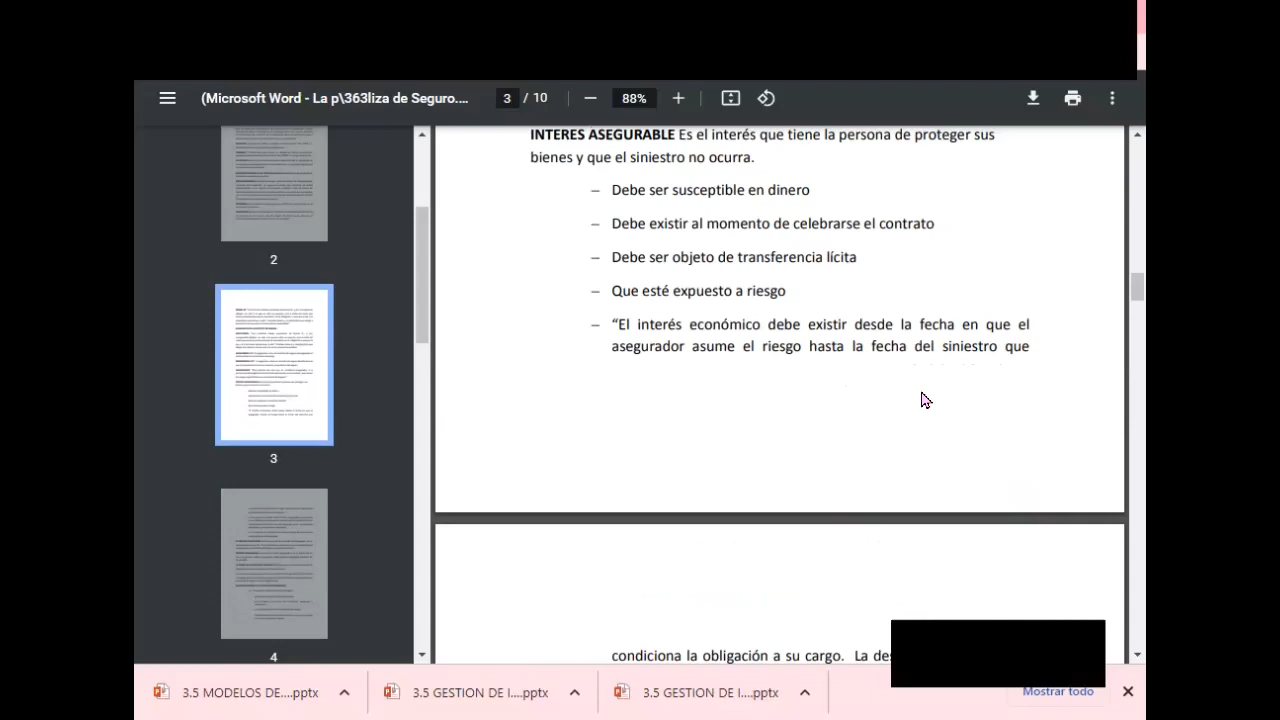 (Microsoft Word - La p\363liza de Seguro.... 3 / 10 88%
INTERES ASEGURABLE Es el interés que tiene la persona de proteger sus
bienes y que el siniestro no ocurra.
– Debe ser susceptible en dinero
– Debe existir al momento de celebrarse el contrato
– Debe ser objeto de transferencia lícita
– Que esté expuesto a riesgo
– “El interés económico debe existir desde la fecha en que el
asegurador asume el riesgo hasta la fecha del siniestro que
condiciona la obligación a su cargo. La
2
3
4
3.5 MODELOS DE....pptx 3.5 GESTION DE I....pptx 3.5 GESTION DE I....pptx Mostrar todo